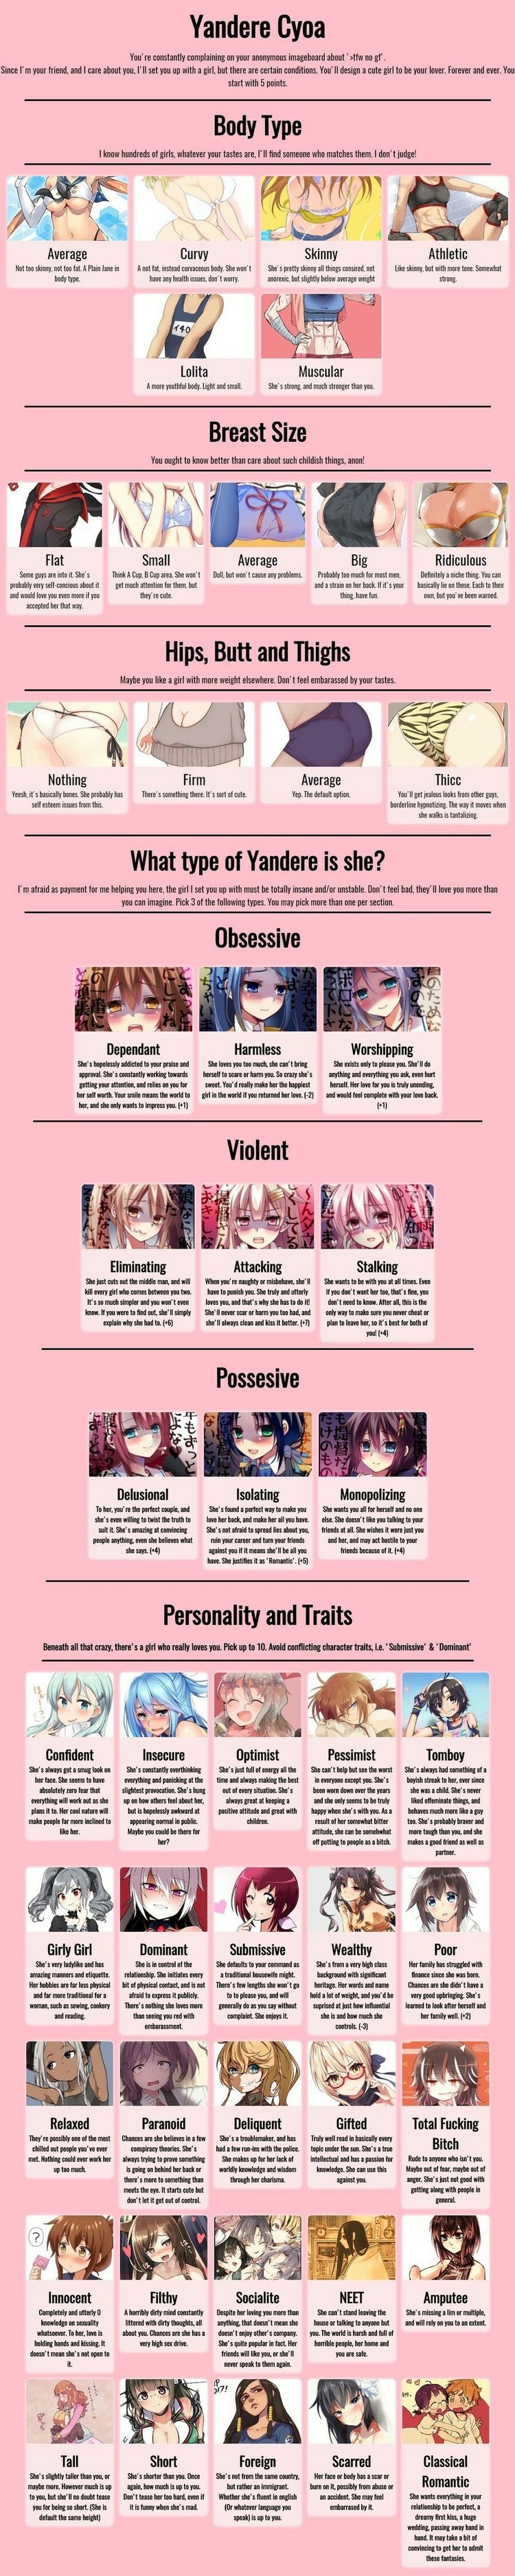 Yandere Cyoa
You're constantly complaining on your anonymous imageboard about '>tfw no gf'.
Since I'm your friend, and I care about you, I'll set you up with a girl, but there are certain conditions. You'll design a cute girl to be your lover. Forever and ever. You
start with 5 points.
Body Type
I know hundreds of girls, whatever your tastes are, I'll find someone who matches them. I don't judge!
Average
Not too skinny, not too fat. A Plain Jane in
body type.
Curvy
A not fat, instead curvaceous body. She won't
have any health issues, don't worry.
Skinny
She's pretty skinny all things consired, not
anorexic, but slightly below average weight
Athletic
Like skinny, but with more tone. Somewhat
strong.
140
Lolita
A more youthful body. Light and small.
Muscular
She's strong, and much stronger than you.
Breast Size
You ought to know better than care about such childish things, anon!
Flat
Some guys are into it. She's
probably very self-conscious about it
and would love you even more if you
accepted her that way.
Small
Think A Cup, B Cup area. She won't
get much attention for them, but
they're cute.
Average
Dull, but won't cause any problems.
Big
Probably too much for most men,
and a strain on her back. If it's your
thing, have fun.
Ridiculous
Definitely a niche thing. You can
basically lie on these. Each to their
own, but you've been warned.
Hips, Butt and Thighs
Maybe you like a girl with more weight elsewhere. Don't feel embarassed by your tastes.
Nothing
Yeesh, it's basically bones. She probably has
self esteem issues from this.
Firm
There's something there. It's sort of cute.
Average
Yep. The default option.
Thicc
You'll get jealous looks from other guys,
borderline hypnotizing. The way it moves when
she walks is tantalizing.
What type of Yandere is she?
I'm afraid as payment for me helping you here, the girl I set you up with must be totally insane and/or unstable. Don't feel bad, they'll love you more than
you can imagine. Pick 3 of the following types. You may pick more than one per section.
Obsessive
Dependant
She's hopelessly addicted to your praise and
approval. She's constantly working towards
getting your attention, and relies on you for
her self worth. Your smile means the world to
her, and she only wants to impress you. (+1)
Harmless
She loves you too much, she can't bring
herself to scare or harm you. So crazy she's
sweet. You'd really make her the happiest
girl in the world if you returned her love. (-2)
Worshipping
She exists only to please you. She'll do
anything and everything you ask, even hurt
herself. Her love for you is truly unending,
and would feel complete with your love back.
(+1)
Violent
Eliminating
She just cuts out the middle man, and will
kill every girl who comes between you two.
It's so much simpler and you won't even
know. If you were to find out, she'll simply
explain why she had to. (+6)
Attacking
When you're naughty or misbehave, she'll
have to punish you. She truly and utterly
loves you, and that's why she has to do it!
She'll never scar or harm you too bad, and
she'll always clean and kiss it better. (+7)
Stalking
She wants to be with you at all times. Even
if you don't want her too, that's fine, you
don't need to know. After all, this is the
only way to make sure you never cheat or
plan to leave her, so it's best for both of
you! (+4)
Possesive
Delusional
To her, you're the perfect couple, and
she's even willing to twist the truth to
suit it. She's amazing at convincing
people anything, even she believes what
she says. (+4)
Isolating
She's found a perfect way to make you
love her back, and make her all you have.
She's not afraid to spread lies about you,
ruin your career and turn your friends
against you if it means she'll be all you
have. She justifies it as 'Romantic'. (+5)
Monopolizing
She wants you all for herself and no one
else. She doesn't like you talking to your
friends at all. She wishes it were just you
and her, and may act hostile to your
friends because of it. (+4)
Personality and Traits
Beneath all that crazy, there's a girl who really loves you. Pick up to 10. Avoid conflicting character traits, i.e. 'Submissive' & 'Dominant'
Confident
She's always got a smug look on
her face. She seems to have
absolutely zero fear that
everything will work out as she
plans it to. Her cool nature will
make people far more inclined to
like her.
Insecure
She's constantly overthinking
everything and panicking at the
slightest provocation. She's hung
up on how others feel about her,
but is hopelessly awkward at
appearing normal in public.
Maybe you could be there for
her?
Optimist
She's just full of energy all the
time and always making the best
out of every situation. She's
always great at keeping a
positive attitude and great with
children.
Pessimist
She can't help but see the worst
in everyone except you. She's
been worn down over the years
and she only seems to be truly
happy when she's with you. As a
result of her somewhat bitter
attitude, she can be somehwat
off putting to people as a bitch.
Tomboy
She's always had something of a
boyish streak to her, ever since
she was a child. She's never
liked effeminate things, and
behaves much more like a guy
too. She's probably braver and
more tough than you, and she
makes a good friend as well as
partner.
Girly Girl
She's very ladylike and has
amazing manners and etiquette.
Her hobbies are far less physical
and far more traditional for a
woman, such as sewing, cookery
and reading.
Dominant
She is in control of the
relationship. She initiates every
bit of physical contact, and is not
afraid to express it publicly.
There's nothing she loves more
than seeing you red with
embarassment.
Submissive
She defaults to your command as
a traditional housewife might.
There's few lengths she won't go
to to please you, and will
generally do as you say without
complaint. She enjoys it.
Wealthy
She's from a very high class
background with significant
heritage. Her words and name
hold a lot of weight, and you'd be
suprised at just how influential
she is and how much she
controls. (-3)
Poor
Her family has struggled with
finance since she was born.
Chances are she didn't have a
very good upbringing. She's
learned to look after herself and
her family well. (+2)
Relaxed
They're possibly one of the most
chilled out people you've ever
met. Nothing could ever work her
up too much.
Paranoid
Chances are she believes in a few
conspiracy theories. She's
always trying to prove something
is going on behind her back or
there's more to something than
meets the eye. It starts cute but
don't let it get out of control.
Deliquent
She's a troublemaker, and has
had a few run-ins with the police.
She makes up for her lack of
worldly knowledge and wisdom
through her charisma.
Gifted
Truly well read in basically every
topic under the sun. She's a true
intellectual and has a passion for
knowledge. She can use this
against you.
Total Fucking
Bitch
Rude to anyone who isn't you.
Maybe out of fear, maybe out of
anger. She's just not good with
getting along with people in
general.
?
Innocent
Completely and utterly 0
knowledge on sexuality
whatsoever. To her, love is
holding hands and kissing. It
doesn't mean she's not open to
it.
Filthy
A horribly dirty mind constantly
littered with dirty thoughts, all
about you. Chances are she has a
very high sex drive.
Socialite
Despite her loving you more than
anything, that doesn't mean she
doesn't enjoy other's company.
She's quite popular in fact. Her
friends will like you, or she'll
never speak to them again.
NEET
She can't stand leaving the
house or talking to anyone but
you. The world is harsh and full of
horrible people, her home and
you are safe.
Amputee
She's missing a lim or multiple,
and will rely on you to an extent.
Tall
She's slightly taller than you, or
maybe more. However much is up
to you, but she'll no doubt tease
you for being so short. (She is
default the same height)
Short
She's shorter than you. Once
again, how much is up to you.
Don't tease her too hard, even if
it is funny when she's mad.
Foreign
She's not from the same country,
but rather an immigrant.
Whether she's fluent in english
(Or whatever language you
speak) is up to you.
Scarred
Her face or body has a scar or
burn on it, possibly from abuse or
an accident. She may feel
embarrased by it.
Classical
Romantic
She wants everything in your
relationship to be perfect, a
dreamy first kiss, a huge
wedding, passing away hand in
hand. It may take a bit of
convincing to get her to admit
these fantasies.